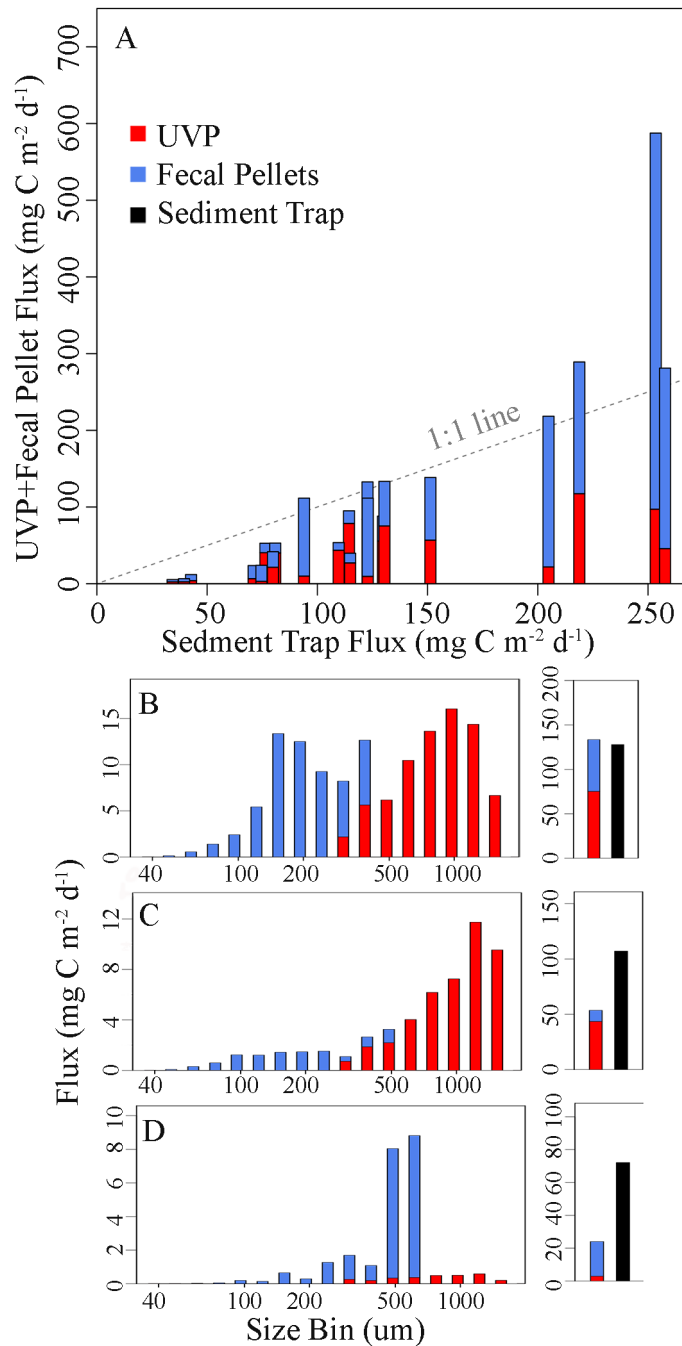 A
UVP
Fecal Pellets
Sediment Trap
1:1 line
UVP+Fecal Pellet Flux (mg C m-2 d-1)
0 100 200 300 400 500 600 700
0 50 100 150 200 250
Sedment Trap Flux (mg C m-2 d-1)
B
0 5 10 15
40 100 200 500 1000
0 50 100 150 200
C
0 4 8 12
40 100 200 500 1000
0 50 100 150
Flux (mg C m-2 d-1)
D
0 2 4 6 8 10
40 100 200 500 1000
0 20 40 60 80 100
Size Bin (um)